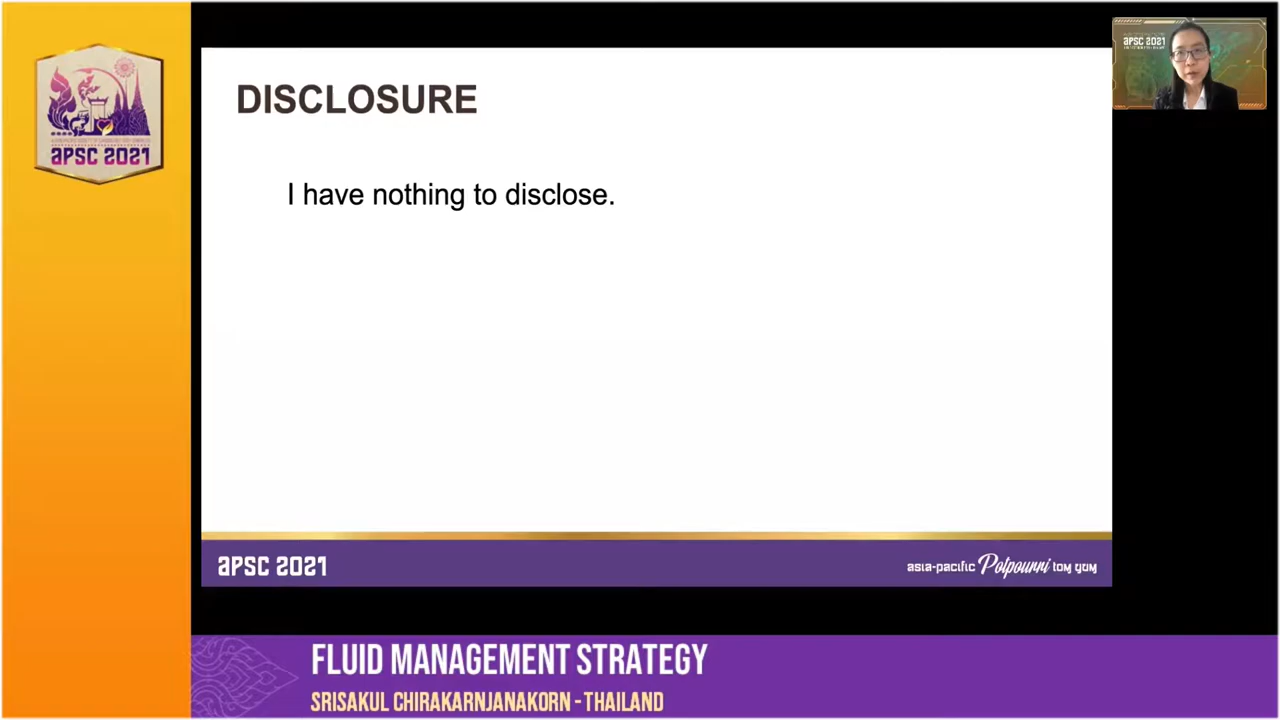 APSC 2021
APSC 2021
DISCLOSURE
I have nothing to disclose.
APSC 2021
asia-pacific Potpourri tom yum
FLUID MANAGEMENT STRATEGY
SRISAKUL CHIRAKARNJANAKORN - THAILAND